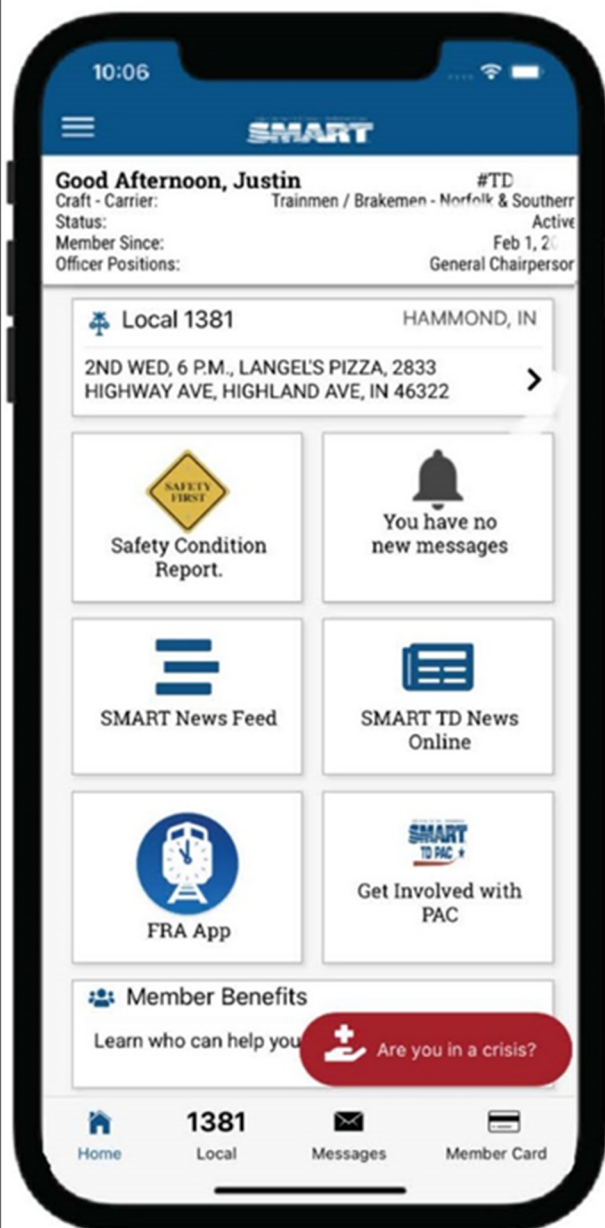 10:06
SMART
Good Afternoon, Justin #TD
Craft - Carrier: Trainmen / Brakemen - Norfolk & Southern
Status: Active
Member Since: Feb 1, 2
Officer Positions: General Chairperson
Local 1381 HAMMOND, IN
2ND WED, 6 P.M., LANGEL'S PIZZA, 2833
HIGHWAY AVE, HIGHLAND AVE, IN 46322
SAFETY
FIRST
Safety Condition
Report.
You have no
new messages
SMART News Feed
SMART TD News
Online
FRA App
SMART
TD PAC
Get Involved with
PAC
Member Benefits
Learn who can help you
Are you in a crisis?
1381
Home Local Messages Member Card